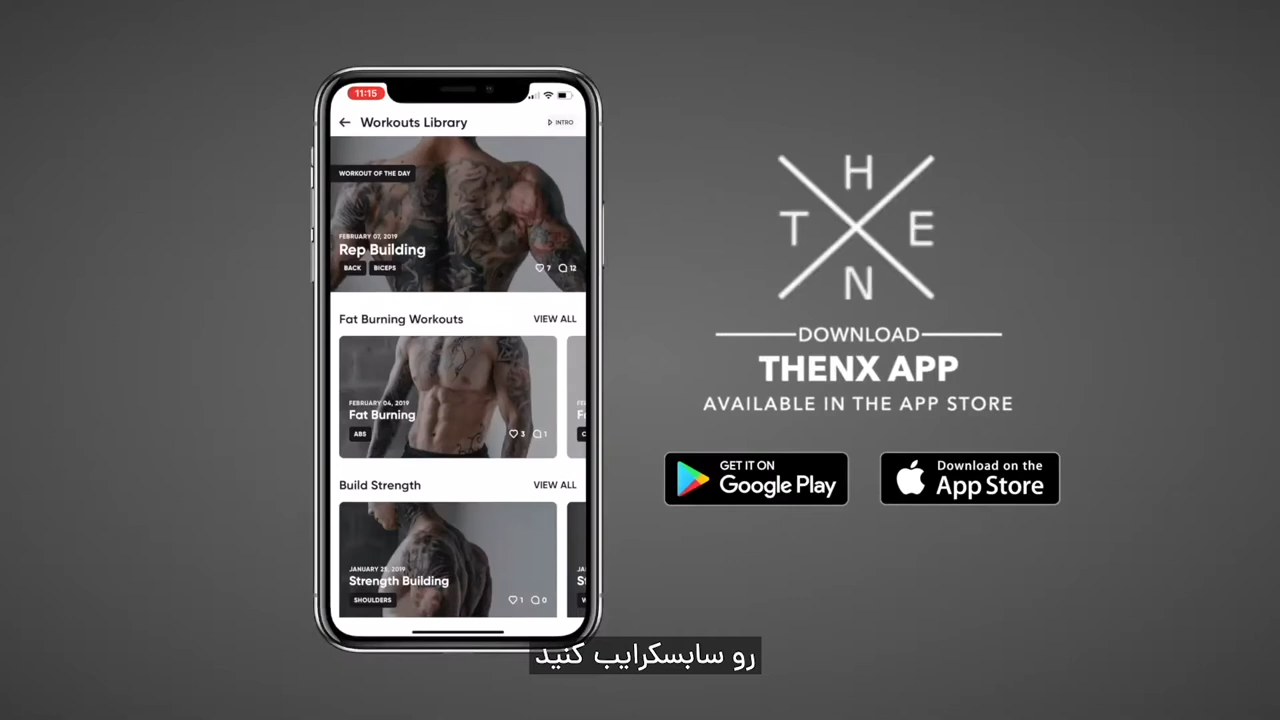 11:15
Workouts Library
INTRO
WORKOUT OF THE DAY
FEBRUARY 07, 2019
Rep Building
BACK BICEPS
7 12
Fat Burning Workouts VIEW ALL
FEBRUARY 04, 2019
Fat Burning
ABS
3 1
Build Strength VIEW ALL
JANUARY 25, 2019
Strength Building
SHOULDERS
1 0
T H E N
DOWNLOAD
THENX APP
AVAILABLE IN THE APP STORE
GET IT ON
Google Play
Download on the
App Store
رو سابسکرایب کنید